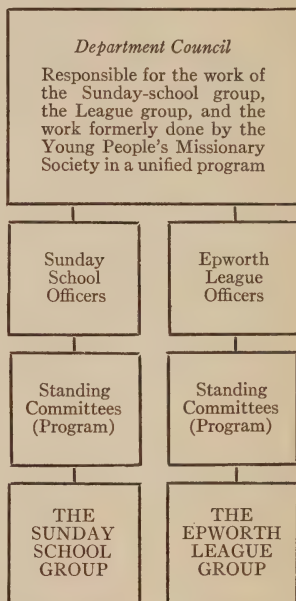 Department Council
Responsible for the work of
the Sunday-school group,
the League group, and the
work formerly done by the
Young People's Missionary
Society in a unified program
Sunday
School
Officers
Epworth
League
Officers
Standing
Committees
(Program)
Standing
Committees
(Program)
THE
SUNDAY
SCHOOL
GROUP
THE
EPWORTH
LEAGUE
GROUP